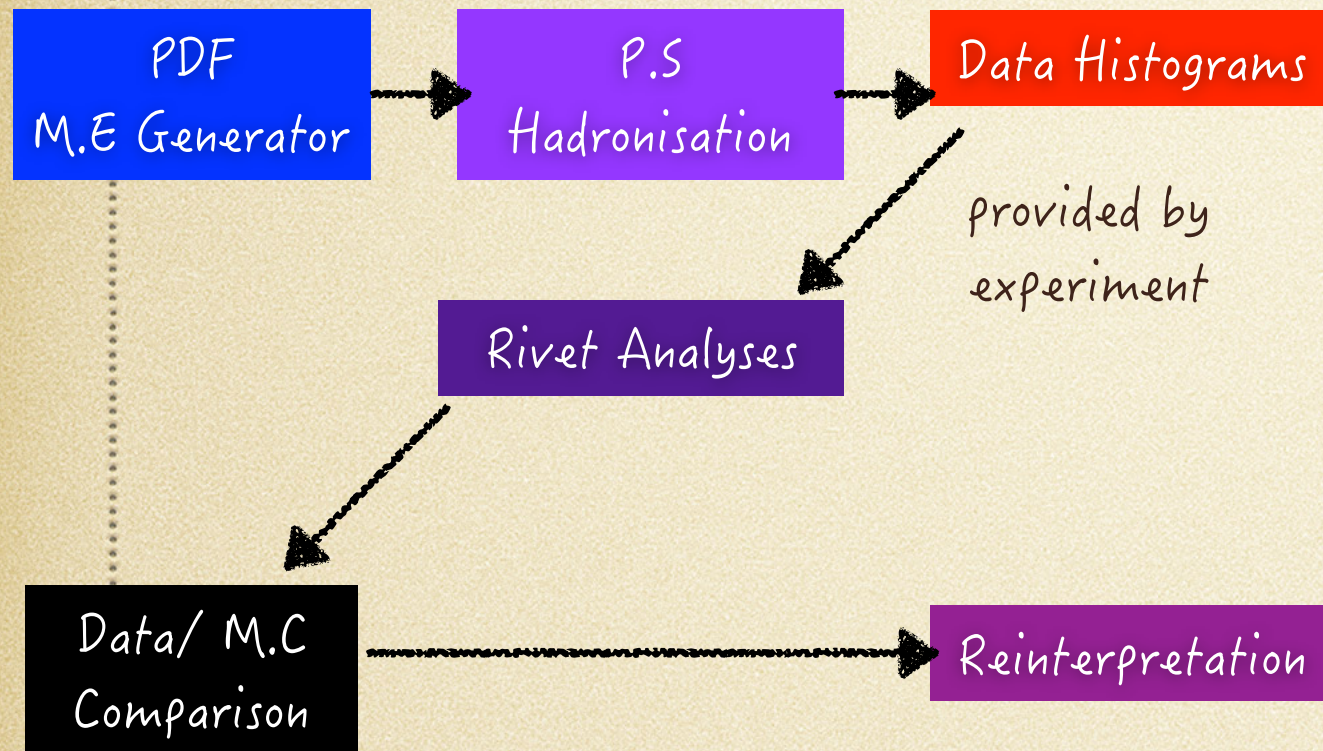 PDF
M.E Generator
P.S
Hadronisation
Data Histograms
provided by
experiment
Rivet Analyses
Data/ M.C
Comparison
Reinterpretation